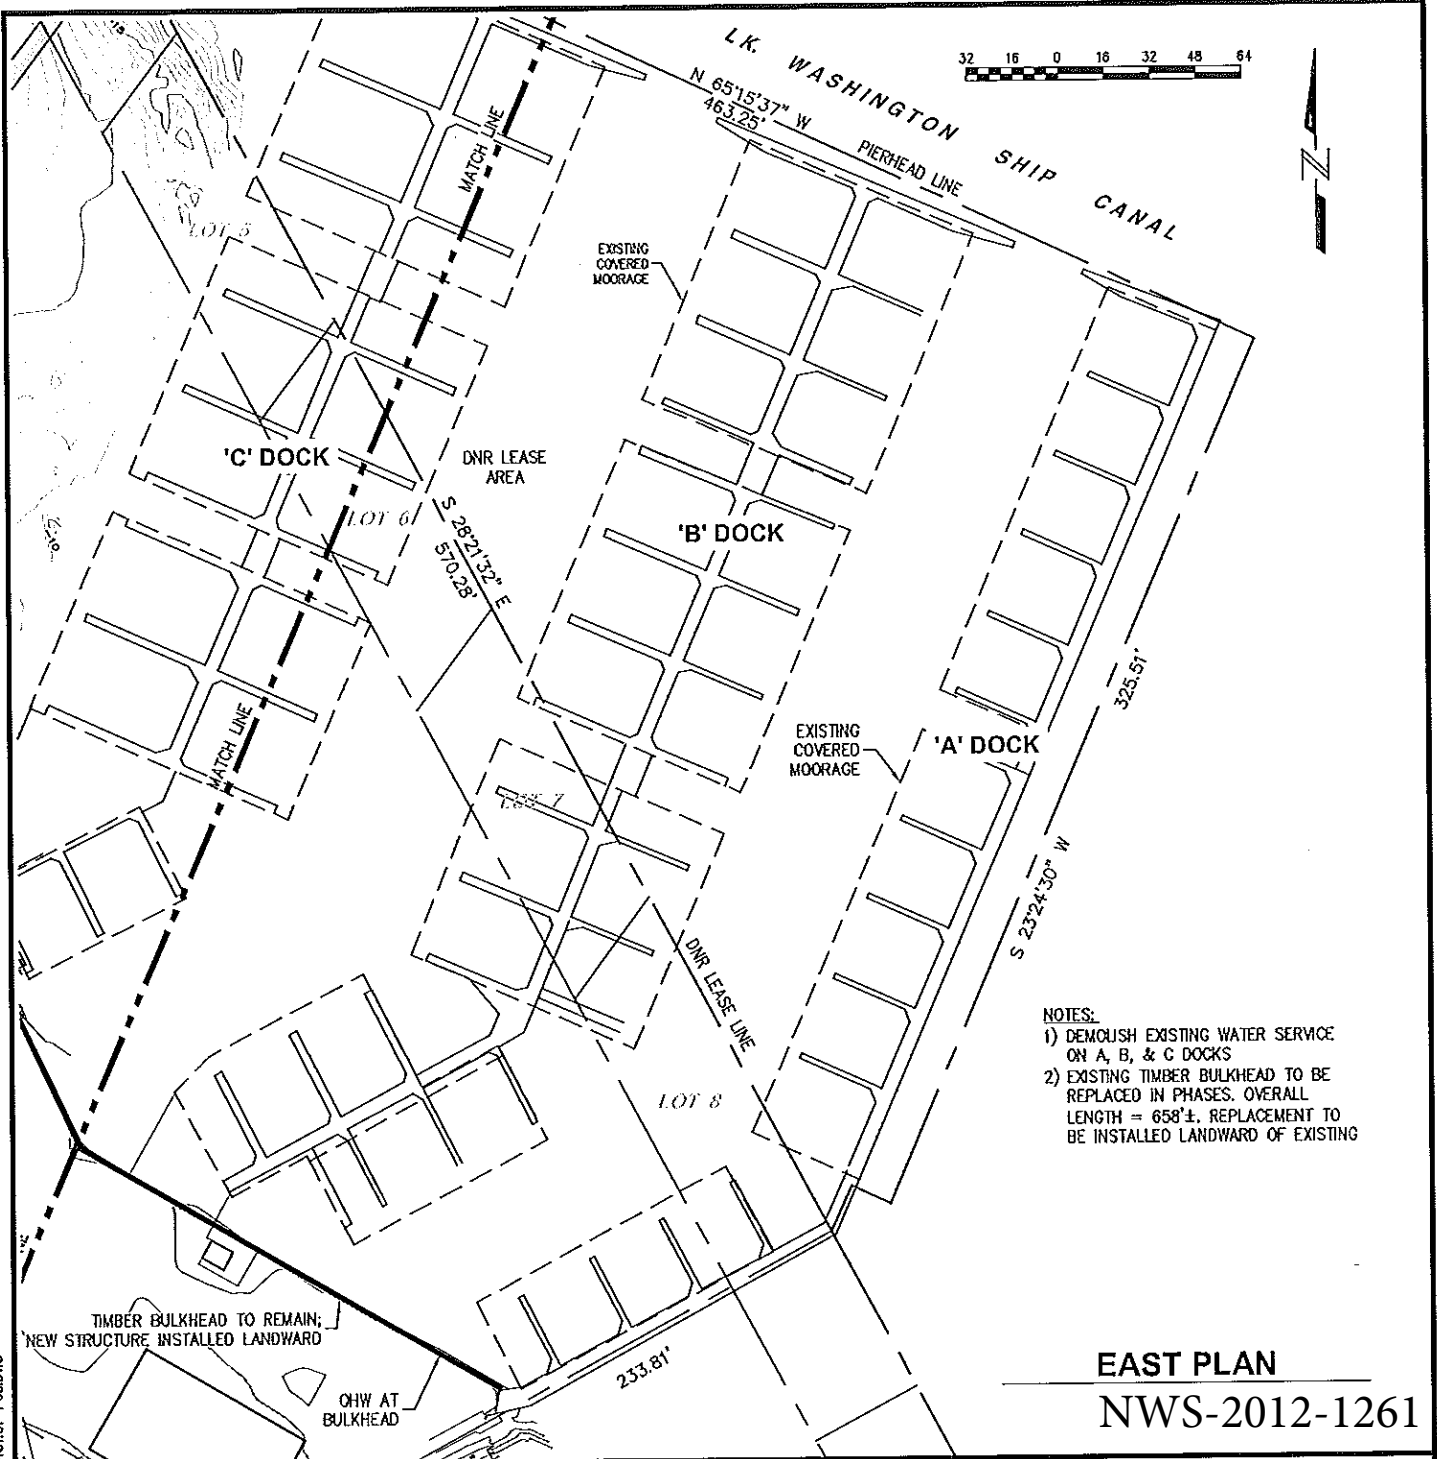 LK. WASHINGTON SHIP CANAL
32 16 0 16 32 48 64
N 65°15'37" W
463.25'
PIERHEAD LINE
N
MATCH LINE
LOT 5
EXISTING
COVERED
MOORAGE
'C' DOCK
DNR LEASE
AREA
LOT 6
S 28°21'32" E
570.28'
'B' DOCK
325.51'
EXISTING
COVERED
MOORAGE
'A' DOCK
MATCH LINE
LOT 7
S 23°24'30" W
DNR LEASE LINE
NOTES:
1) DEMOLISH EXISTING WATER SERVICE
ON A, B, & C DOCKS
2) EXISTING TIMBER BULKHEAD TO BE
REPLACED IN PHASES. OVERALL
LENGTH = 658'±. REPLACEMENT TO
BE INSTALLED LANDWARD OF EXISTING
LOT 8
TIMBER BULKHEAD TO REMAIN;
NEW STRUCTURE INSTALLED LANDWARD
233.81'
OHW AT
BULKHEAD
EAST PLAN
NWS-2012-1261